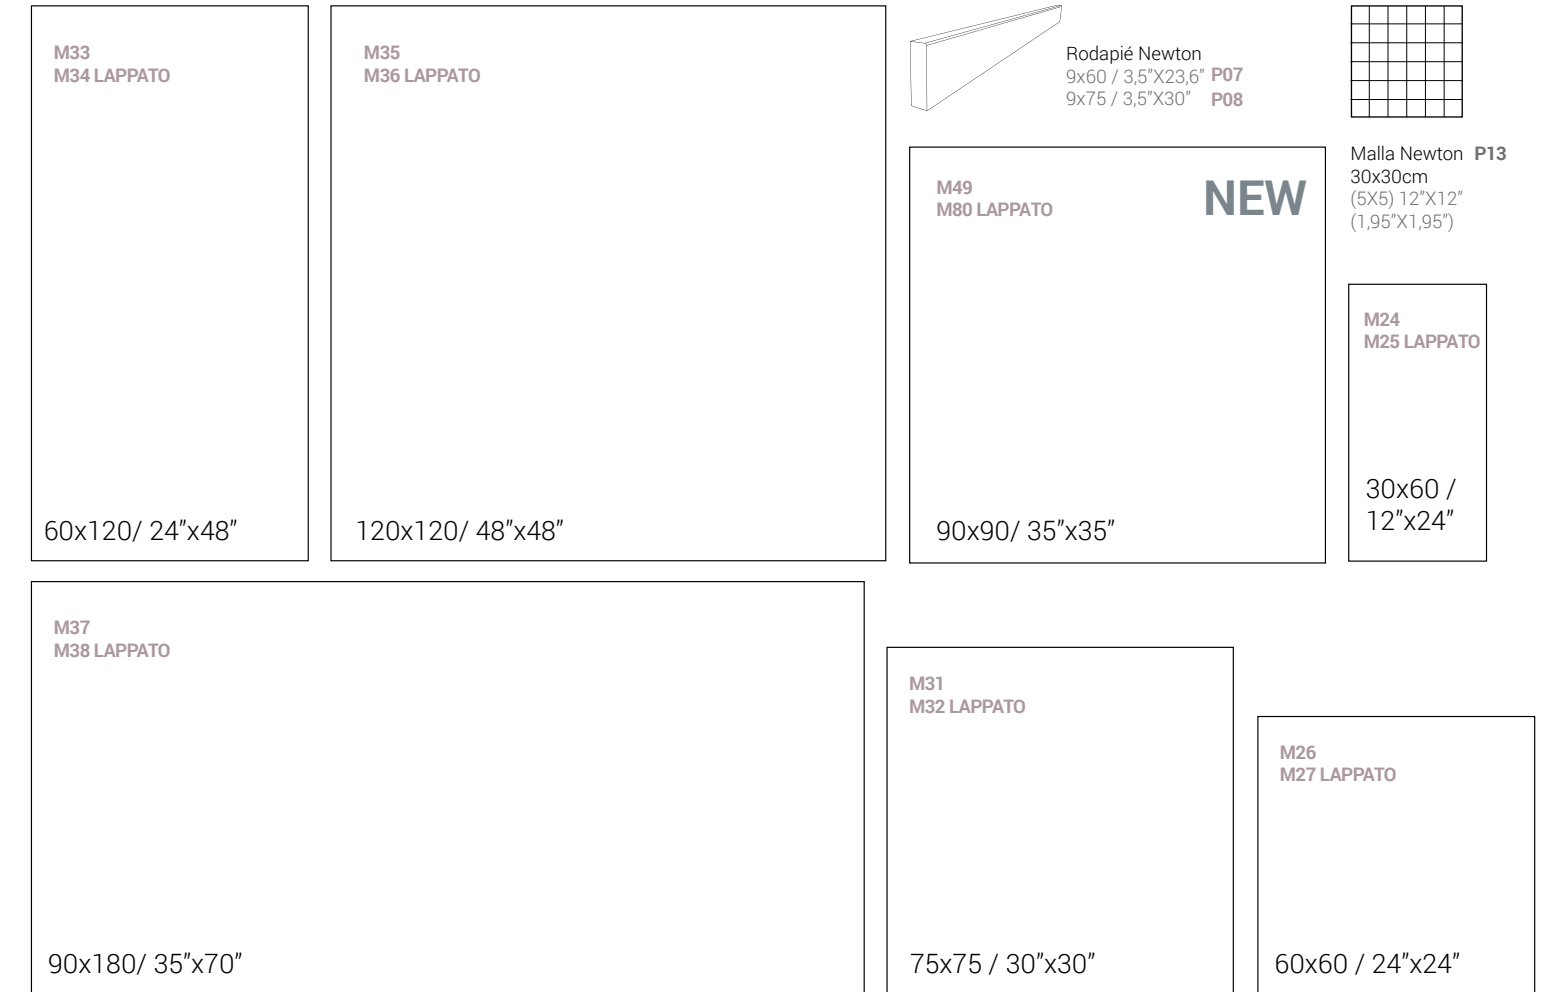 M33
M34 LAPPATO
60x120/ 24”x48”
M35
M36 LAPPATO
120x120/ 48”x48”
Rodapié Newton
9x60 / 3,5”X23,6” P07
9x75 / 3,5”X30” P08
M49
M80 LAPPATO
NEW
90x90/ 35”x35”
Malla Newton P13
30x30cm
(5X5) 12”X12”
(1,95”X1,95”)
M24
M25 LAPPATO
30x60 /
12”x24”
M37
M38 LAPPATO
90x180/ 35”x70”
M31
M32 LAPPATO
75x75 / 30”x30”
M26
M27 LAPPATO
60x60 / 24”x24”